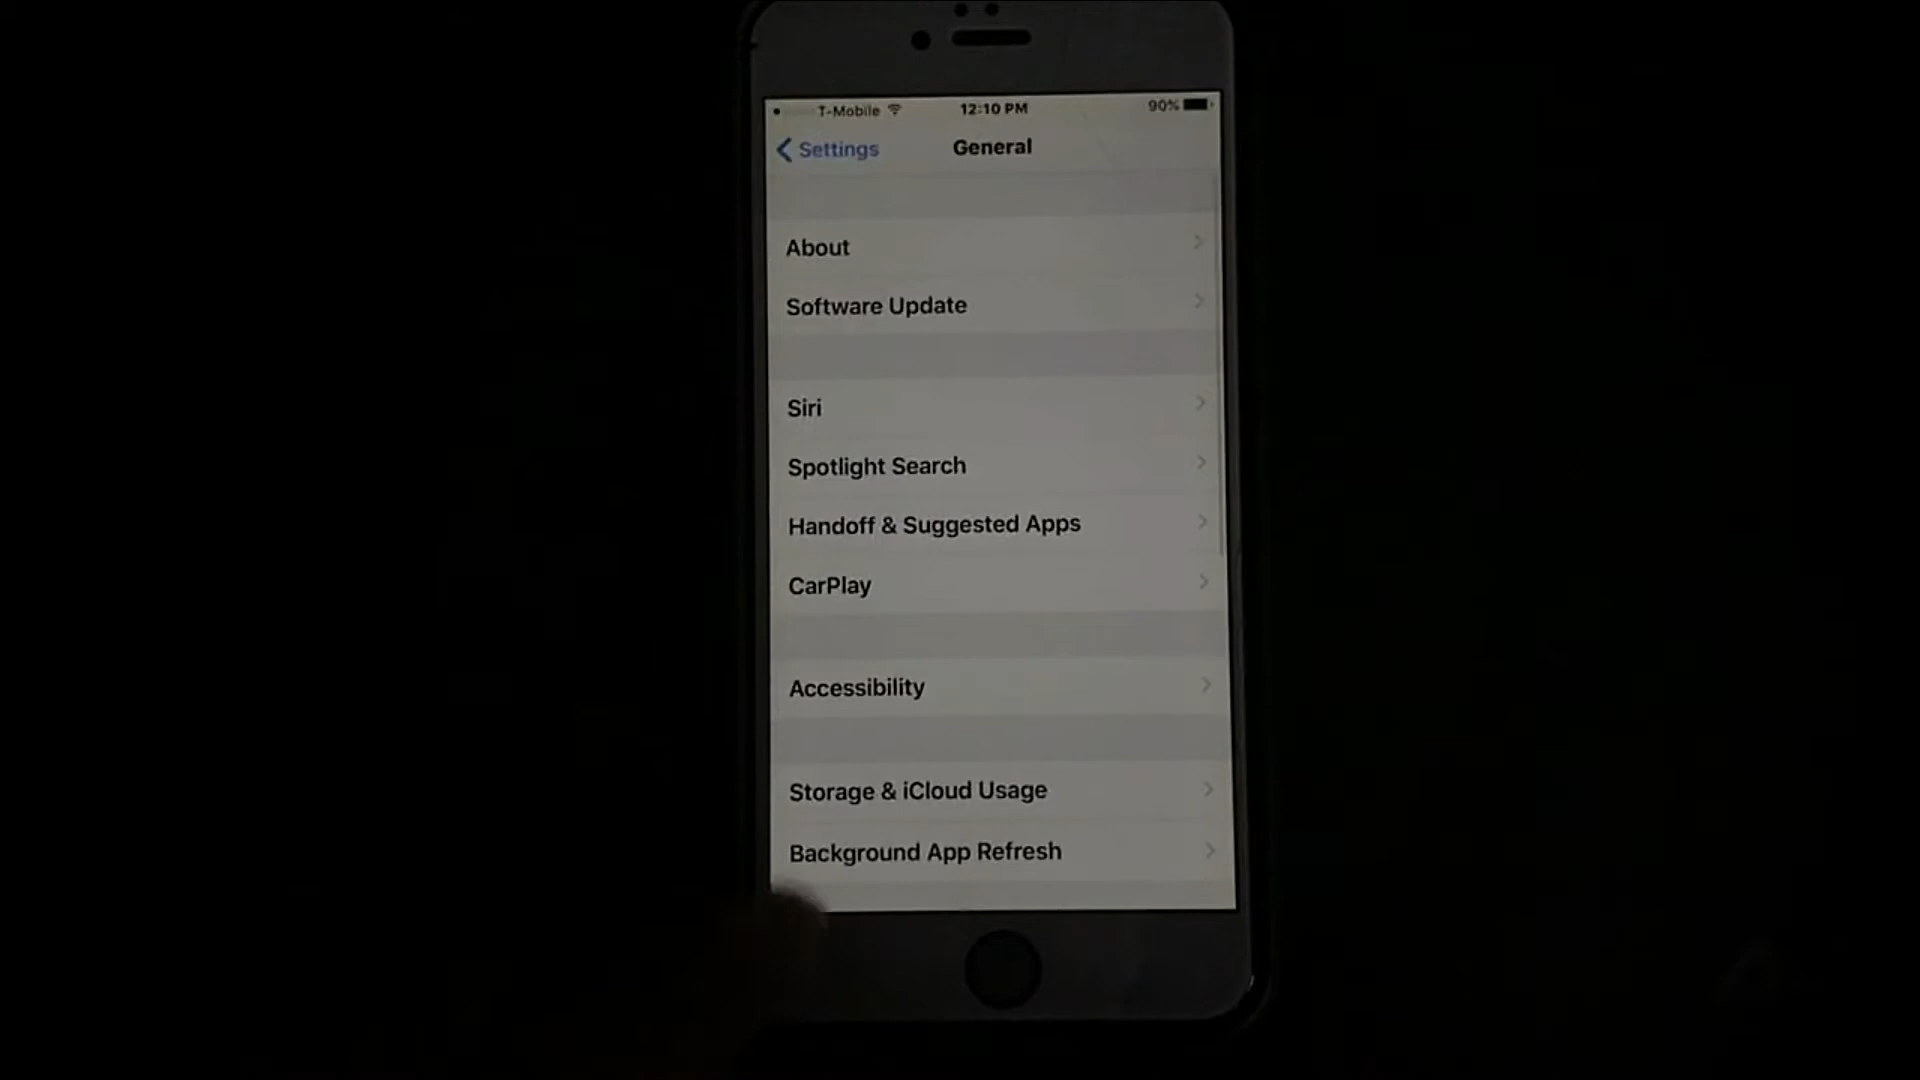 T-Mobile 12:10 PM 90%
Settings General
About
Software Update
Siri
Spotlight Search
Handoff & Suggested Apps
CarPlay
Accessibility
Storage & iCloud Usage
Background App Refresh